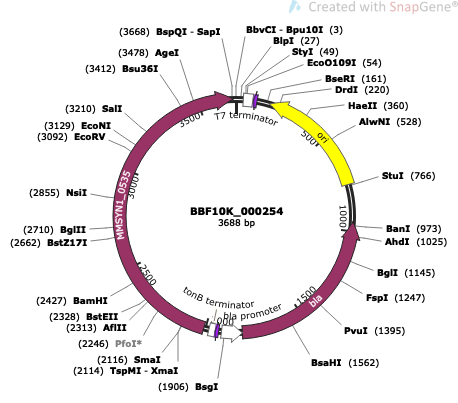 Created with SnapGene®
(3668) BspQI - SapI
BbvCI - Bpu10I (3)
BlpI (27)
(3478) AgeI
StyI (49)
EcoO109I (54)
(3412) Bsu36I
BseRI (161)
DrdI (220)
HaeII (360)
(3210) SalI
3500
T7 terminator
ori
500
AlwNI (528)
(3129) EcoNI
(3092) EcoRV
StuI (766)
3000
(2855) NsiI
MMSYN1_0535
BBF10K_000254
3688 bp
1000
BanI (973)
(2710) BglII
AhdI (1025)
(2662) BstZ17I
2500
BglI (1145)
(2427) BamHI
tonB terminator
bla promoter
1500
bla
FspI (1247)
(2328) BstEII
(2313) AflII
PvuI (1395)
(2246) PfoI*
(2116) SmaI
BsaHI (1562)
(2114) TspMI - XmaI
(1906) BsgI